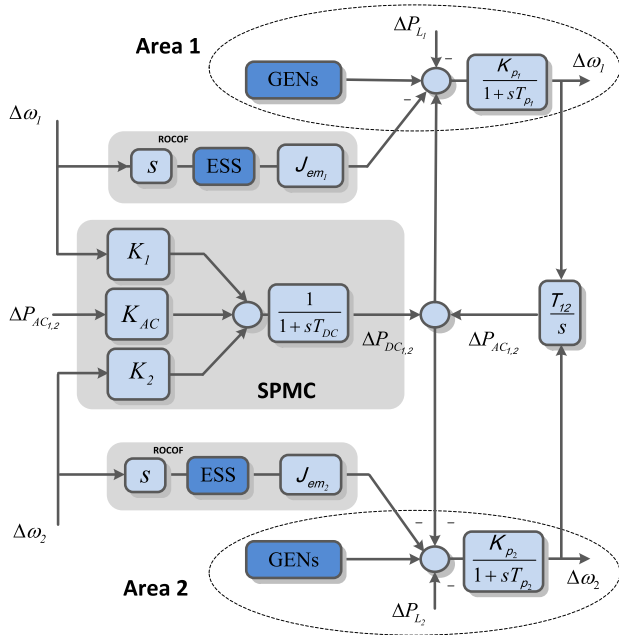 ΔP_{L_1}
Area 1
GENs
K_{p_1}
1 + sT_{p_1}
Δω_1
Δω_1
ROCOF
s
ESS
J_{em_1}
K_1
ΔP_{AC_{1,2}}
K_{AC}
1
1 + sT_{DC}
K_2
SPMC
ΔP_{DC_{1,2}}
ΔP_{AC_{1,2}}
T_{12}
s
ROCOF
s
ESS
J_{em_2}
Δω_2
GENs
K_{p_2}
1 + sT_{p_2}
Δω_2
Area 2
ΔP_{L_2}